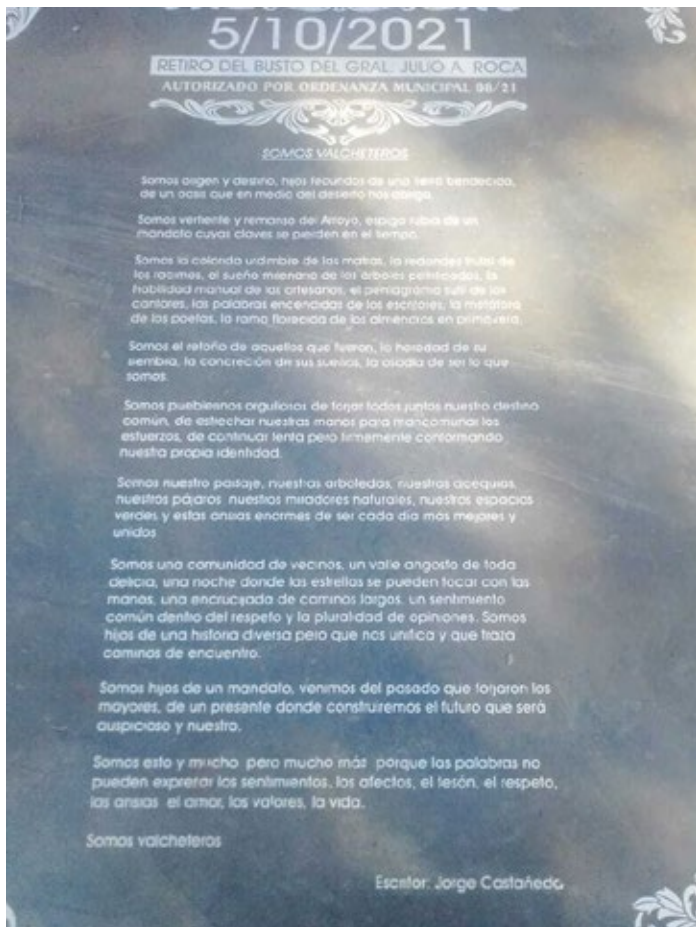 5/10/2021
RETIRO DEL BUSTO DEL GRAL. JULIO A. ROCA
AUTORIZADO POR ORDENANZA MUNICIPAL 98/21
SOMOS VALCHETEROS
Somos origen y destino, hijos fecundos de una tierra bendecida,
de un oasis que en medio del desierto nos abriga.
Somos vertiente y remanso del Arroyo, espiga rubia de un
mandato cuyas claves se pierden en el tiempo.
Somos la colorida urdimbre de las matras, la redondez frutal de
los racimos, el sueño milenario de los árboles petrificados, la
habilidad manual de los artesanos, el pentagrama sutil de los
cantares, las palabras encendidas de los escritores, la metáfora
de los poetas, la rama florecida de los almendros en primavera.
Somos el retoño de aquellos que fueron, la heredad de su
siembra, la concreción de sus sueños, la osadía de ser lo que
somos.
Somos pueblerinos orgullosos de forjar todos juntos nuestro destino
común, de estrechar nuestras manos para mancomunar los
esfuerzos, de continuar lenta pero firmemente conformando
nuestra propia identidad.
Somos nuestro paisaje, nuestras arboledas, nuestras acequias,
nuestros pájaros nuestros miradores naturales, nuestros espacios
verdes y estas ansias enormes de ser cada día mas mejores y
unidos
Somos una comunidad de vecinos, un valle angosto de toda
delicia, una noche donde las estrellas se pueden tocar con las
manos, una encrucijada de caminos largos, un sentimiento
común dentro del respeto y la pluralidad de opiniones. Somos
hijos de una historia diversa pero que nos unifica y que traza
caminos de encuentro.
Somos hijos de un mandato, venimos del pasado que forjaron los
mayores, de un presente donde construiremos el futuro que será
auspicioso y nuestro.
Somos esto y mucho pero mucho más porque las palabras no
pueden exprerar los sentimientos, los afectos, el tesón, el respeto,
las ansias el amor, los valores, la vida.
Somos valcheteros
Escritor: Jorge Castañeda